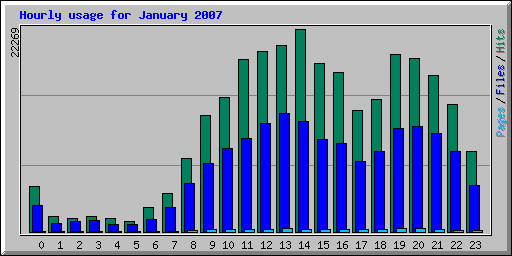 Hourly usage for January 2007
22269
Pages/Files/Hits
0 1 2 3 4 5 6 7 8 9 10 11 12 13 14 15 16 17 18 19 20 21 22 23